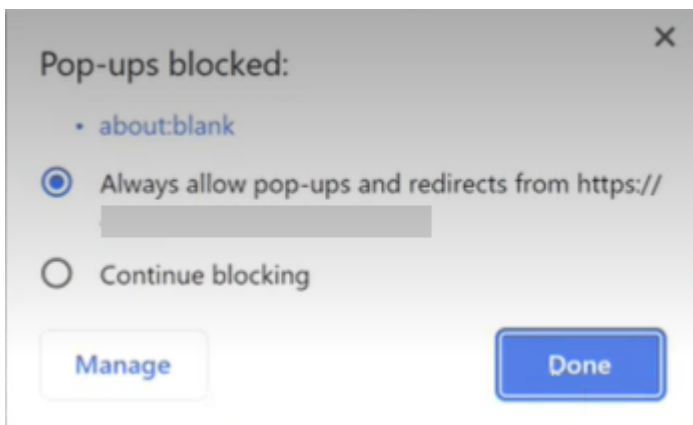 Pop-ups blocked:
• about:blank
Always allow pop-ups and redirects from https://
Continue blocking
Manage
Done